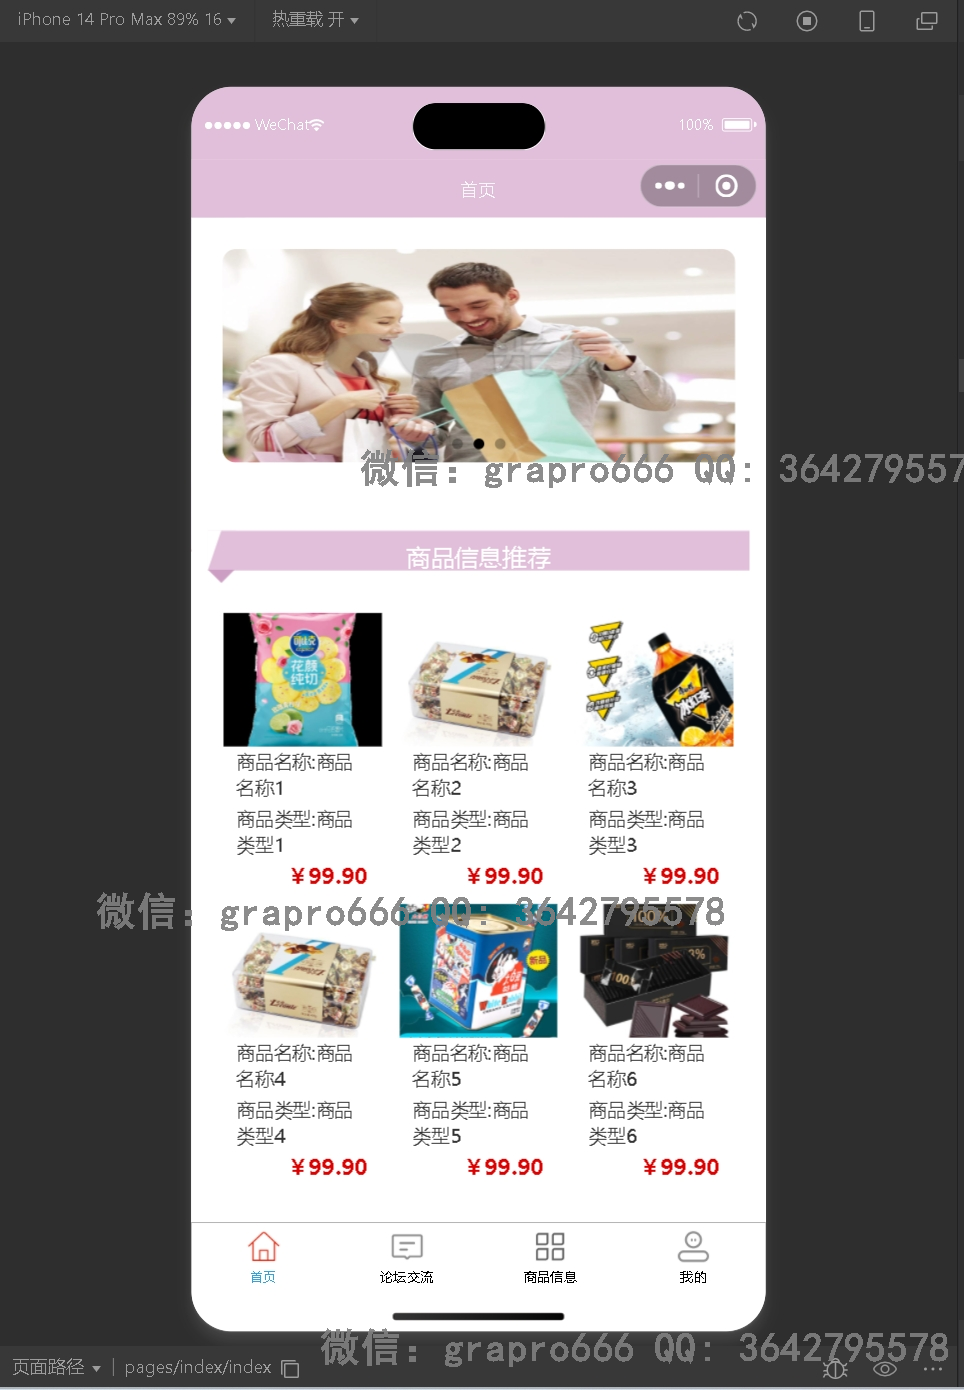 iPhone 14 Pro Max 89% 16 热重载 开
WeChat 100%
首页
微信：grapro666 QQ：364279557
商品信息推荐
花颜
纯切
商品名称:商品
名称1
商品类型:商品
类型1
￥99.90
商品名称:商品
名称2
商品类型:商品
类型2
￥99.90
冰红茶
商品名称:商品
名称3
商品类型:商品
类型3
￥99.90
微信：grapro666 QQ：3642795578
商品名称:商品
名称4
商品类型:商品
类型4
￥99.90
新品
商品名称:商品
名称5
商品类型:商品
类型5
￥99.90
100%
商品名称:商品
名称6
商品类型:商品
类型6
￥99.90
首页 论坛交流 商品信息 我的
微信：grapro666 QQ：3642795578
页面路径 pages/index/index